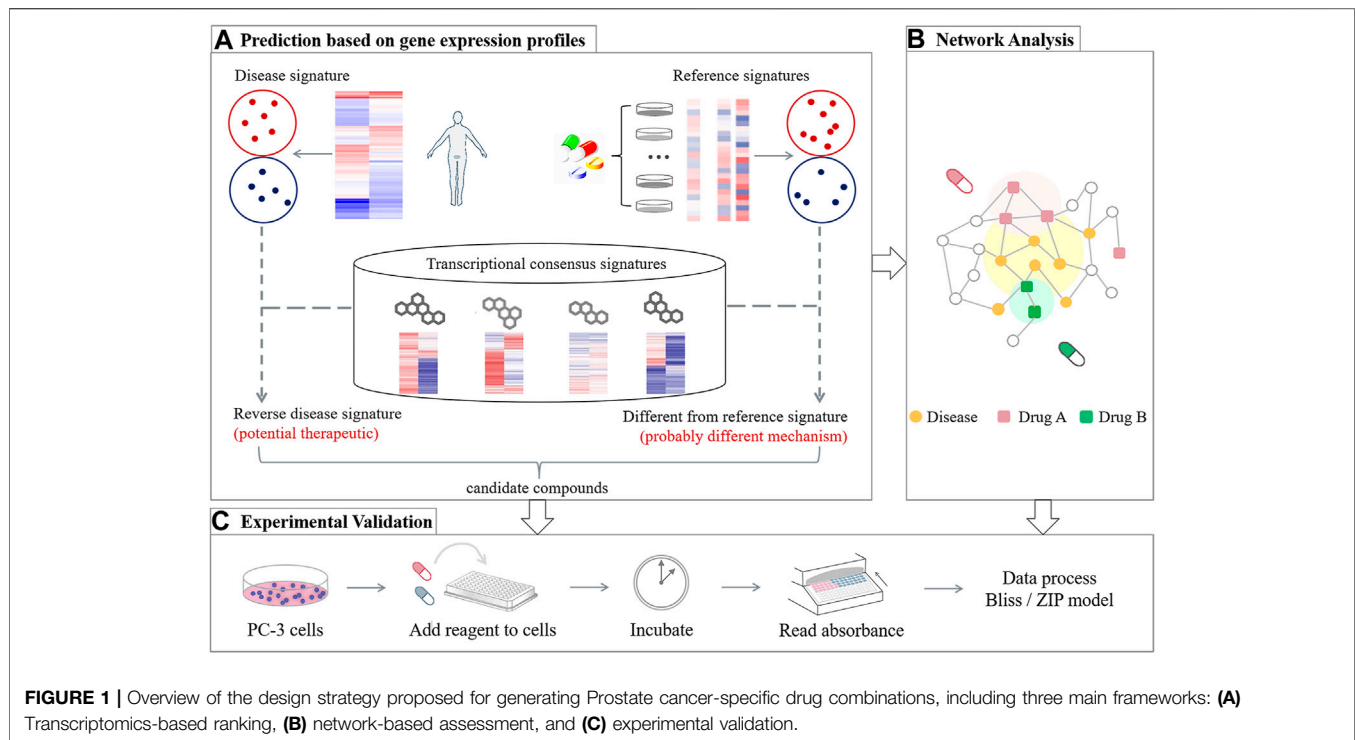 A Prediction based on gene expression profiles
Disease signature
Reference signatures
Transcriptional consensus signatures
Reverse disease signature
(potential therapeutic)
Different from reference signature
(probably different mechanism)
candidate compounds
B Network Analysis
Disease
Drug A
Drug B
C Experimental Validation
PC-3 cells
Add reagent to cells
Incubate
Read absorbance
Data process
Bliss / ZIP model
FIGURE 1 | Overview of the design strategy proposed for generating Prostate cancer-specific drug combinations, including three main frameworks: (A)
Transcriptomics-based ranking, (B) network-based assessment, and (C) experimental validation.